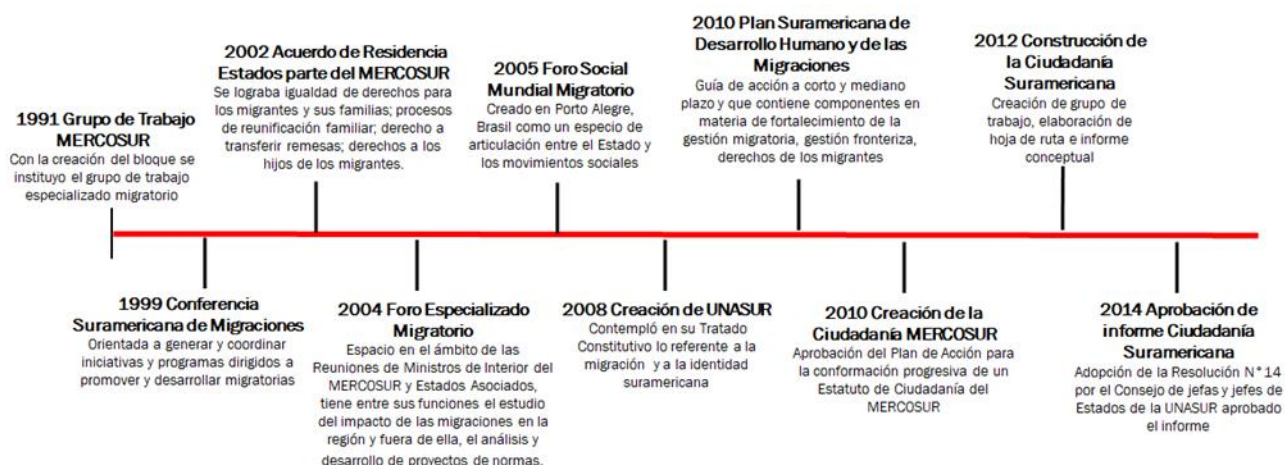 1991 Grupo de Trabajo
MERCOSUR
Con la creación del bloque se
instituyo el grupo de trabajo
especializado migratorio
1999 Conferencia
Suramericana de Migraciones
Orientada a generar y coordinar
iniciativas y programas dirigidos a
promover y desarrollar migratorias
2002 Acuerdo de Residencia
Estados parte del MERCOSUR
Se lograba igualdad de derechos para
los migrantes y sus familias; procesos
de reunificación familiar; derecho a
transferir remesas; derechos a los
hijos de los migrantes.
2004 Foro Especializado
Migratorio
Espacio en el ámbito de las
Reuniones de Ministros de Interior del
MERCOSUR y Estados Asociados,
tiene entre sus funciones el estudio
del impacto de las migraciones en la
región y fuera de ella, el análisis y
desarrollo de proyectos de normas.
2005 Foro Social
Mundial Migratorio
Creado en Porto Alegre,
Brasil como un especio de
articulación entre el Estado y
los movimientos sociales
2008 Creación de UNASUR
Contempló en su Tratado
Constitutivo lo referente a la
migración y a la identidad
suramericana
2010 Plan Suramericana de
Desarrollo Humano y de las
Migraciones
Guía de acción a corto y mediano
plazo y que contiene componentes en
materia de fortalecimiento de la
gestión migratoria, gestión fronteriza,
derechos de los migrantes
2010 Creación de la
Ciudadanía MERCOSUR
Aprobación del Plan de Acción para
la conformación progresiva de un
Estatuto de Ciudadanía del
MERCOSUR
2012 Construcción de
la Ciudadanía
Suramericana
Creación de grupo de
trabajo, elaboración de
hoja de ruta e informe
conceptual
2014 Aprobación de
informe Ciudadanía
Suramericana
Adopción de la Resolución N°14
por el Consejo de jefas y jefes de
Estados de la UNASUR aprobado
el informe